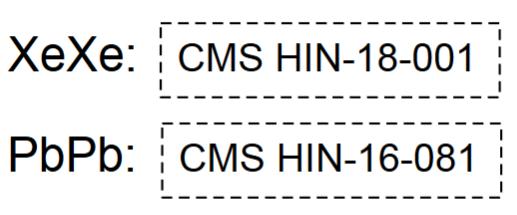 XeXe: CMS HIN-18-001
PbPb: CMS HIN-16-081